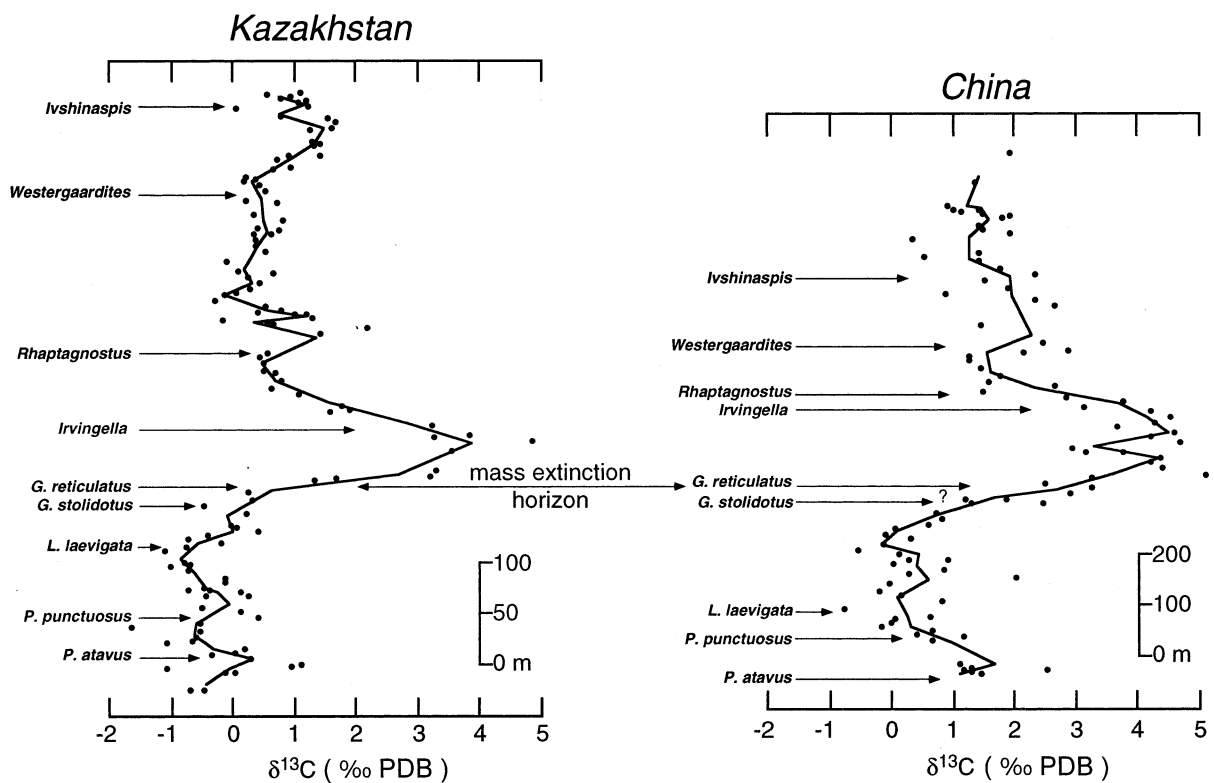 Kazakhstan
Ivshinaspis
Westergaardites
Rhaptagnostus
Irvingella
G. reticulatus
G. stolidotus
L. laevigata
P. punctuosus
P. atavus
100
50
0 m
-2 -1 0 1 2 3 4 5
δ¹³C ( ‰ PDB )
mass extinction
horizon
China
Ivshinaspis
Westergaardites
Rhaptagnostus
Irvingella
G. reticulatus
?
G. stolidotus
L. laevigata
P. punctuosus
P. atavus
200
100
0 m
-2 -1 0 1 2 3 4 5
δ¹³C ( ‰ PDB )